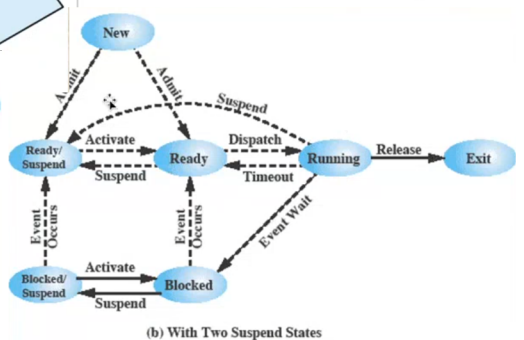 New
Admit
Suspend
Ready/
Suspend
Activate
Suspend
Ready
Dispatch
Timeout
Running
Release
Exit
Event
Occurs
Event
Occurs
Event Wait
Blocked/
Suspend
Activate
Suspend
Blocked
(b) With Two Suspend States